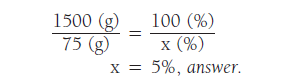 1500 (g) / 75 (g) = 100 (%) / x (%)
x = 5%, answer.